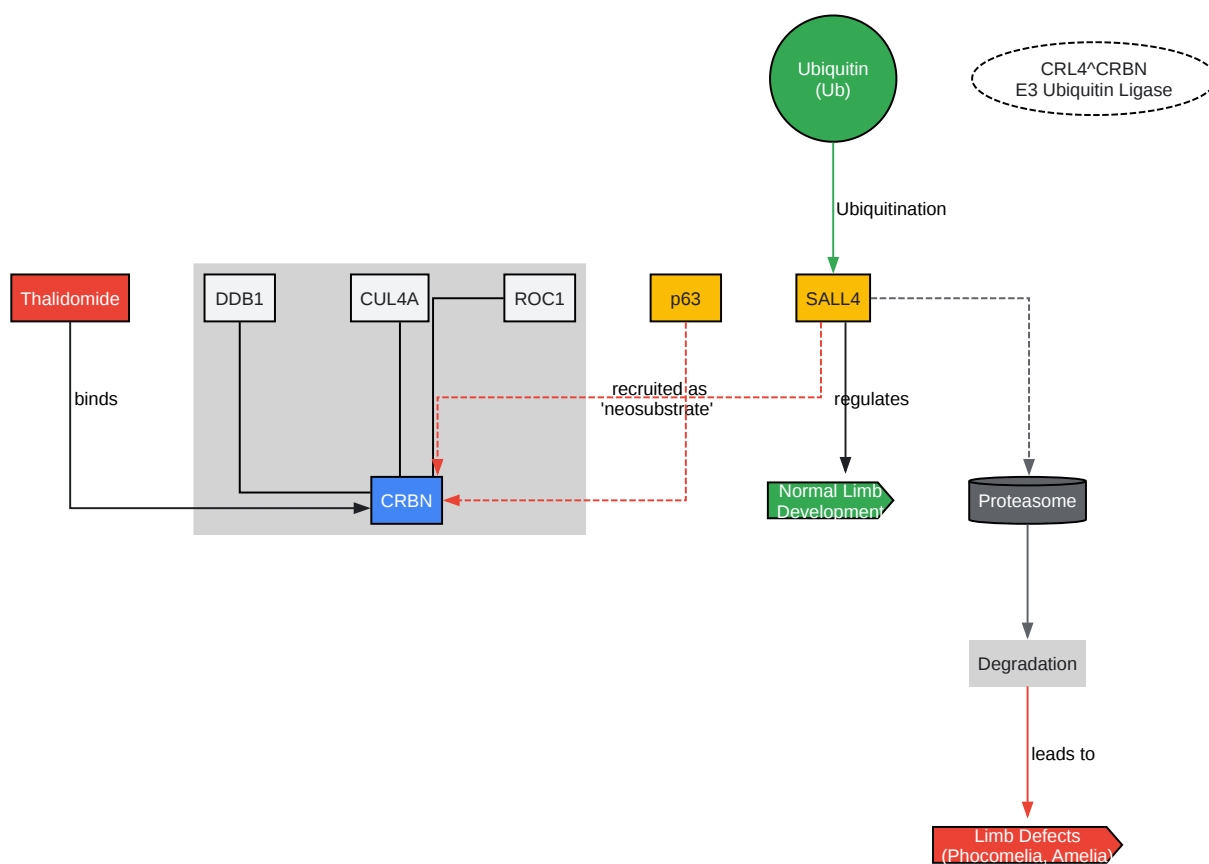 Ubiquitin
(Ub)
CRL4^CRBN
E3 Ubiquitin Ligase
Ubiquitination
Thalidomide
DDB1
CUL4A
ROC1
p63
SALL4
binds
recruited as
'neosubstrate'
regulates
CRBN
Normal Limb
Development
Proteasome
Degradation
leads to
Limb Defects
(Phocomelia, Amelia)